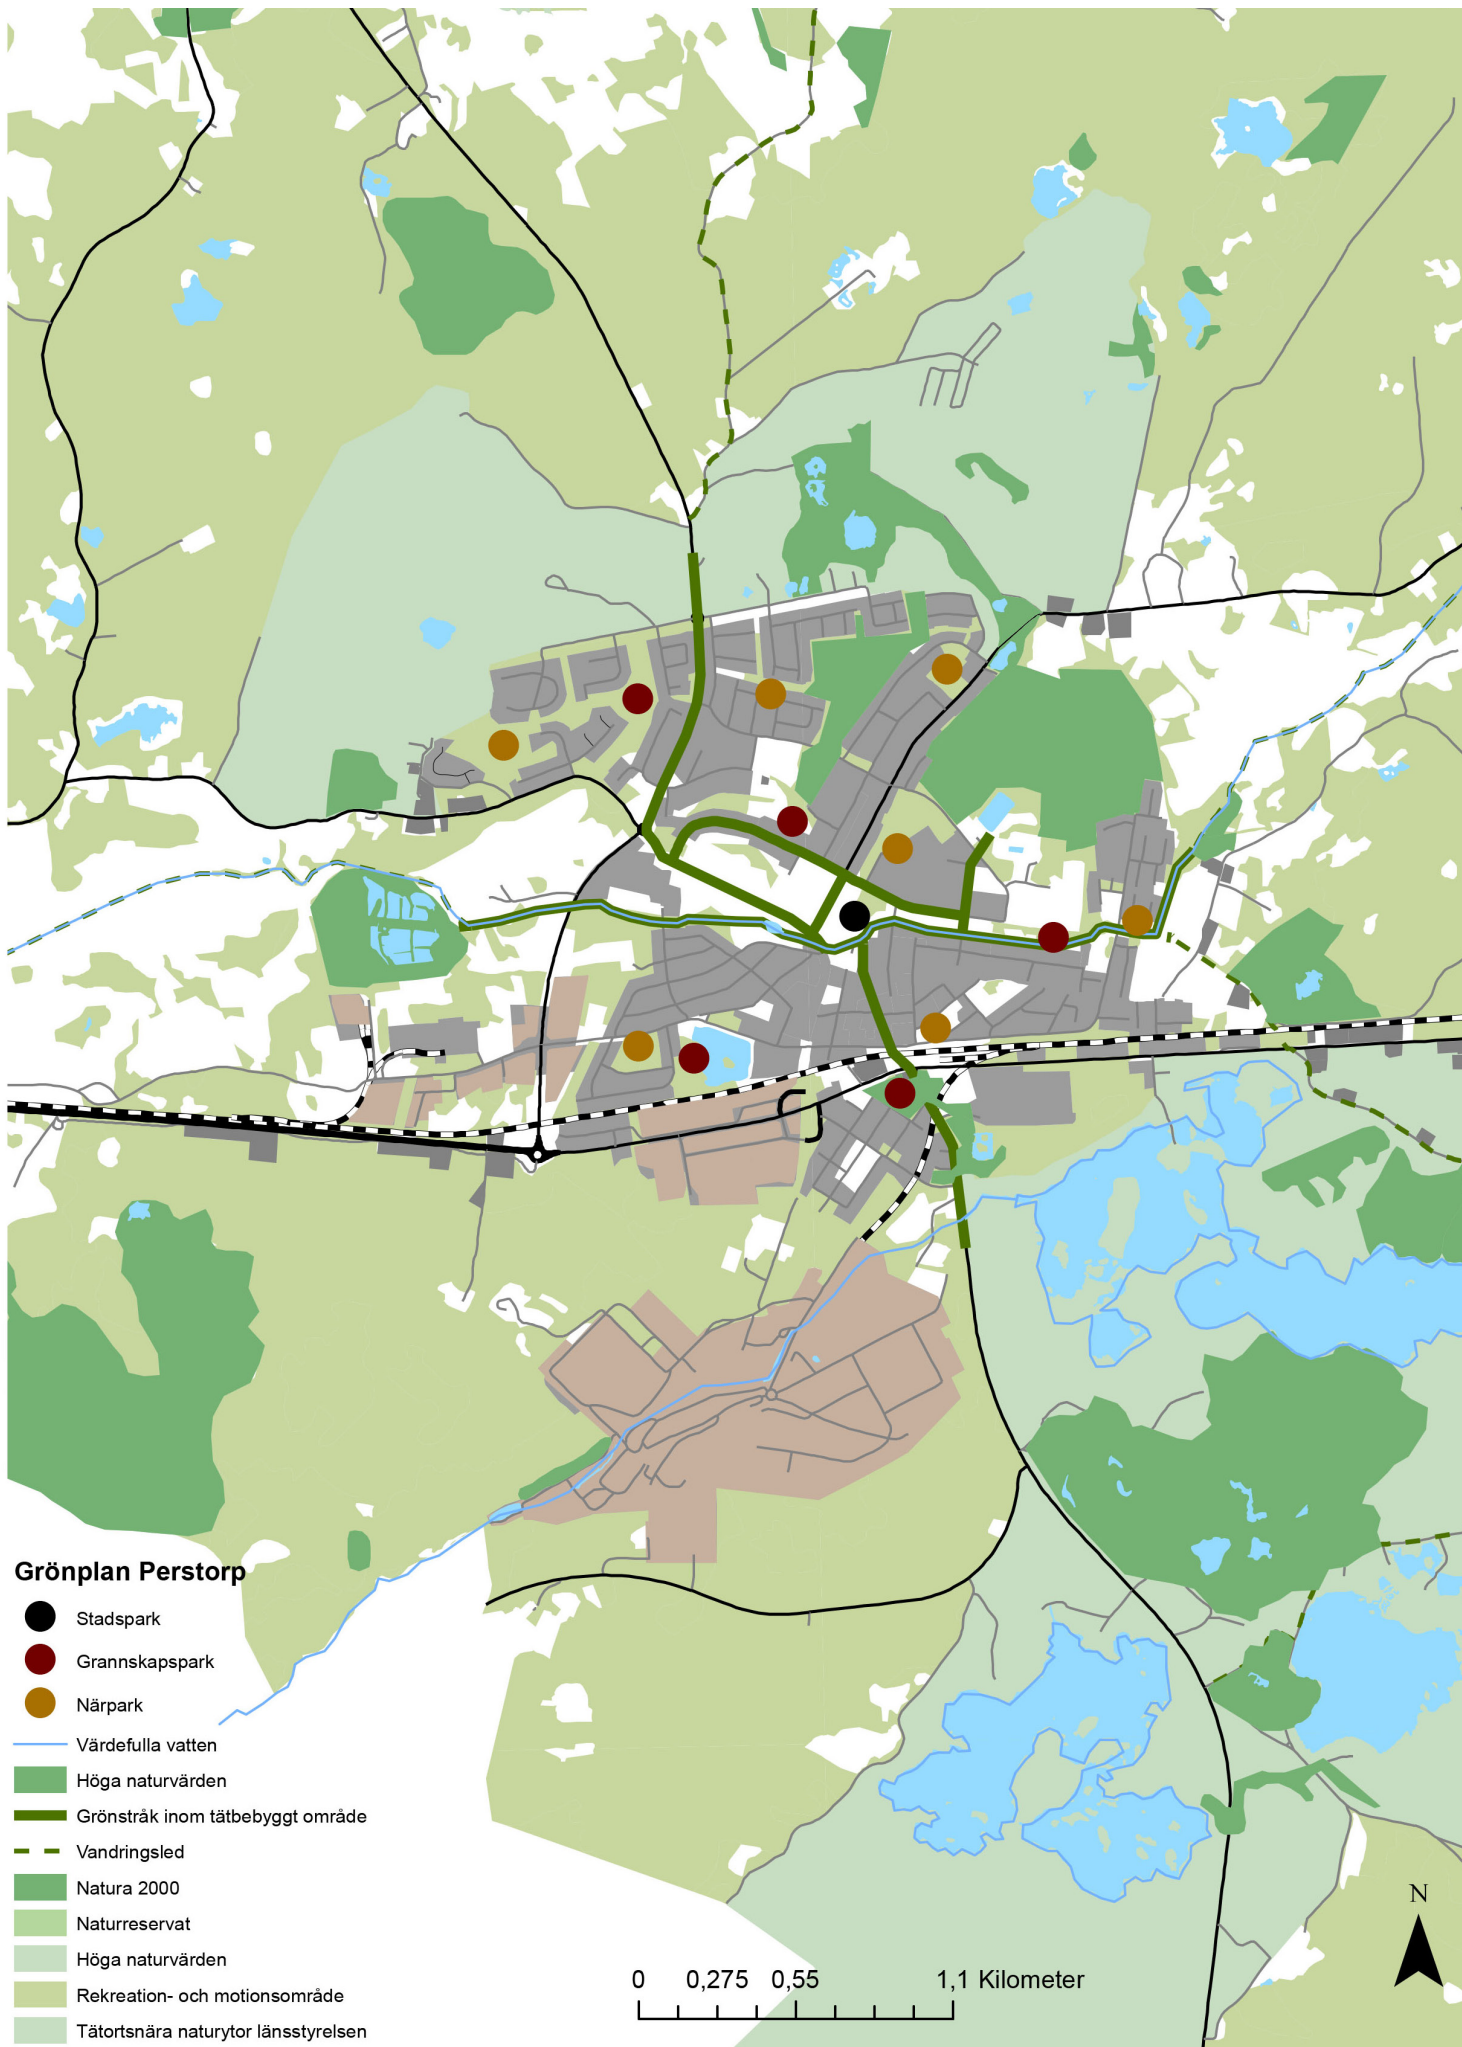 Grönplan Perstorp
Stadspark
Grannskapspark
Närpark
Värdefulla vatten
Höga naturvärden
Grönstråk inom tätbebyggt område
Vandringsled
Natura 2000
Naturreservat
Höga naturvärden
Rekreation- och motionsområde
Tätortsnära naturytor länsstyrelsen
0 0,275 0,55 1,1 Kilometer
N